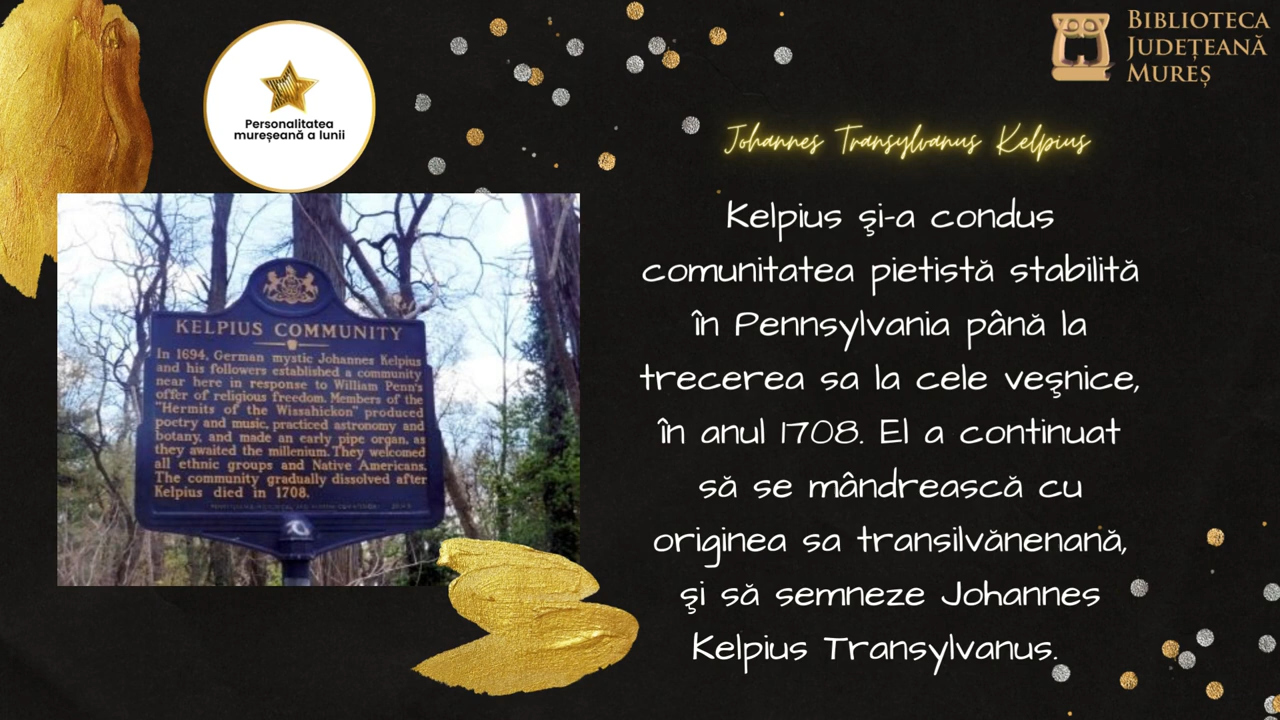 BIBLIOTECA
JUDEȚEANĂ
MUREȘ
Personalitatea
mureșeană a lunii
Johannes Transylvanus Kelpius
Kelpius şi-a condus
comunitatea pietistă stabilită
în Pennsylvania până la
trecerea sa la cele veşnice,
în anul 1708. El a continuat
să se mândrească cu
originea sa transilvănenană,
şi să semneze Johannes
Kelpius Transylvanus.
KELPIUS COMMUNITY
In 1694, German mystic Johannes Kelpius
and his followers established a community
near here in response to William Penn's
offer of religious freedom. Members of the
"Hermits of the Wissahickon" produced
poetry and music, practiced astronomy and
botany, and made an early pipe organ, as
they awaited the millenium. They welcomed
all ethnic groups and Native Americans.
The community gradually dissolved after
Kelpius died in 1708.